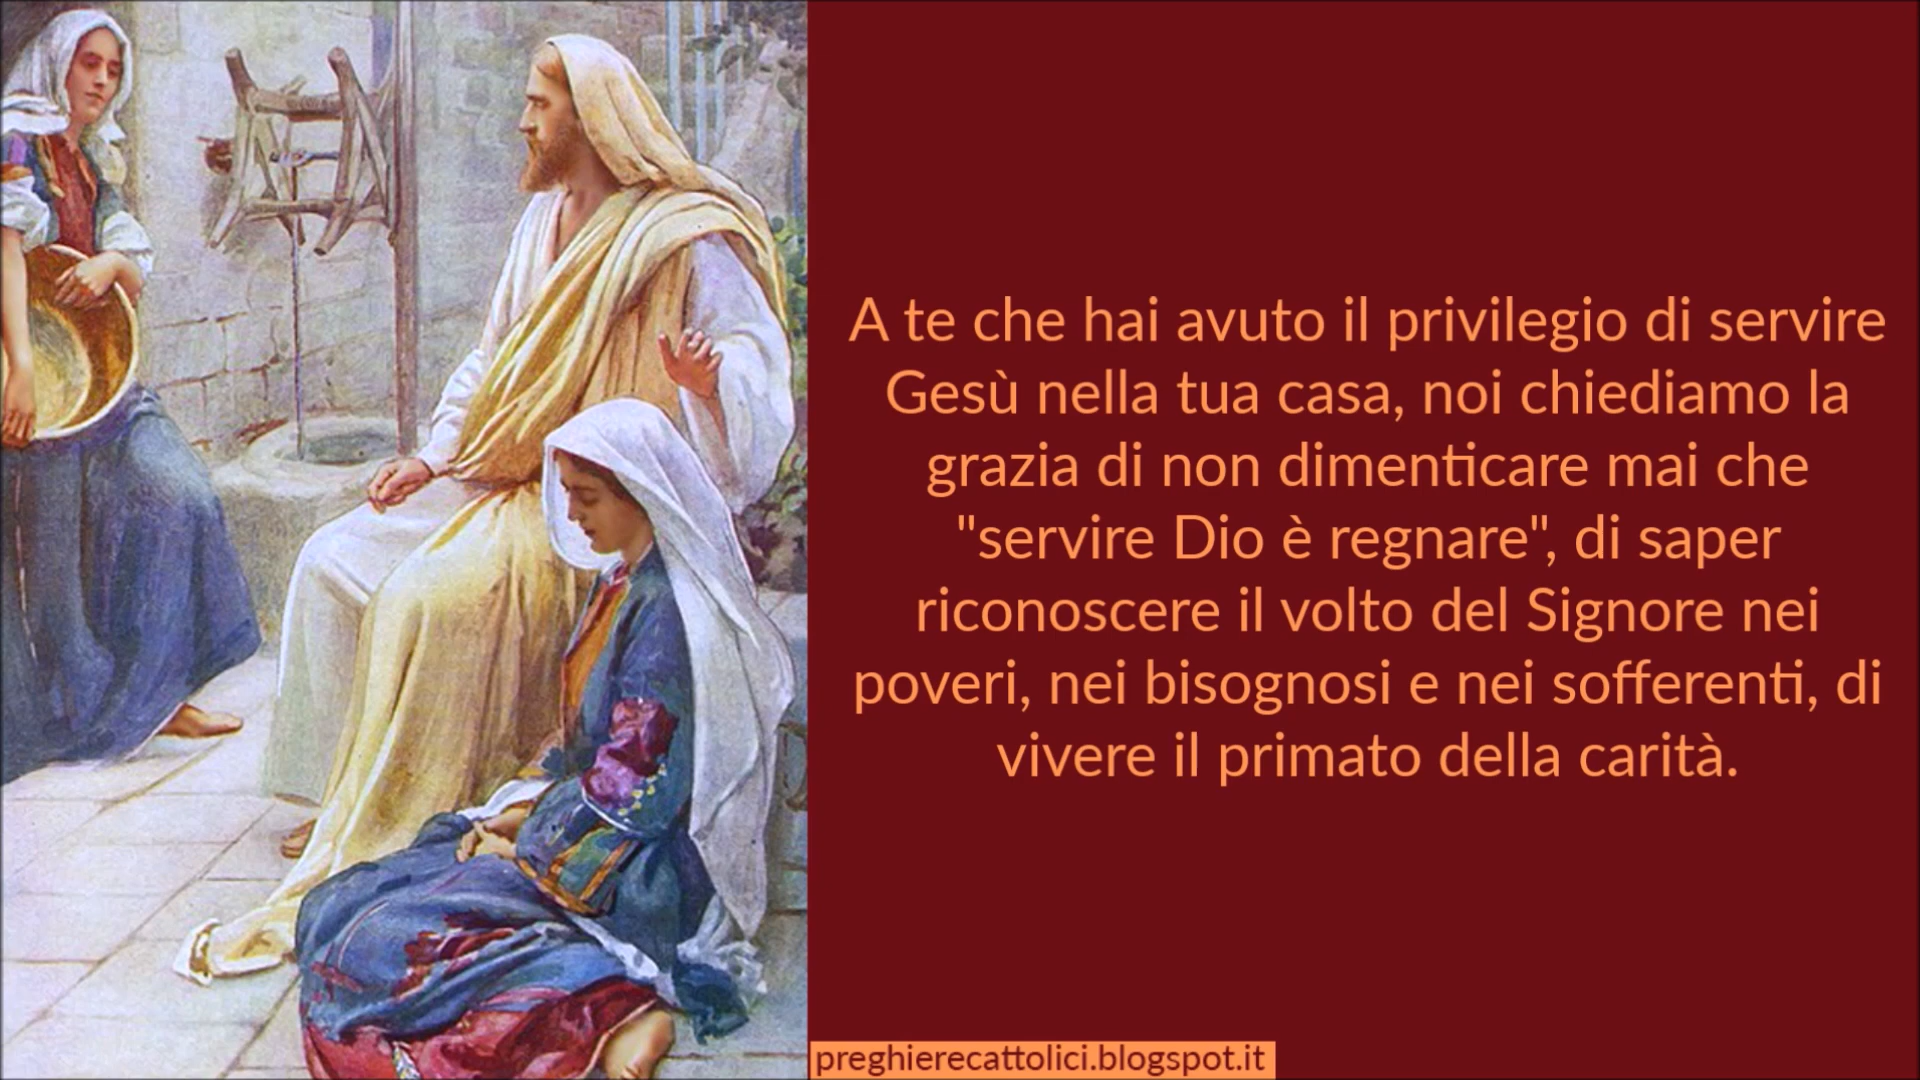 A te che hai avuto il privilegio di servire
Gesù nella tua casa, noi chiediamo la
grazia di non dimenticare mai che
"servire Dio è regnare", di saper
riconoscere il volto del Signore nei
poveri, nei bisognosi e nei sofferenti, di
vivere il primato della carità.
preghierecattolici.blogspot.it